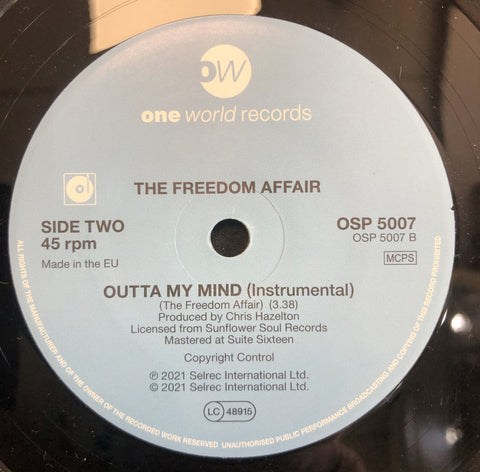 OW
one world records
THE FREEDOM AFFAIR
SIDE TWO
45 rpm
Made in the EU
OSP 5007
OSP 5007 B
MCPS
OUTTA MY MIND (Instrumental)
(The Freedom Affair) (3.38)
Produced by Chris Hazelton
Licensed from Sunflower Soul Records
Mastered at Suite Sixteen
Copyright Control
℗ 2021 Selrec International Ltd.
© 2021 Selrec International Ltd.
LC 48915
ALL RIGHTS OF THE MANUFACTURER AND OF THE OWNER OF THE RECORDED WORK RESERVED UNAUTHORISED PUBLIC PERFORMANCE BROADCASTING AND COPYING OF THIS RECORD PROHIBITED